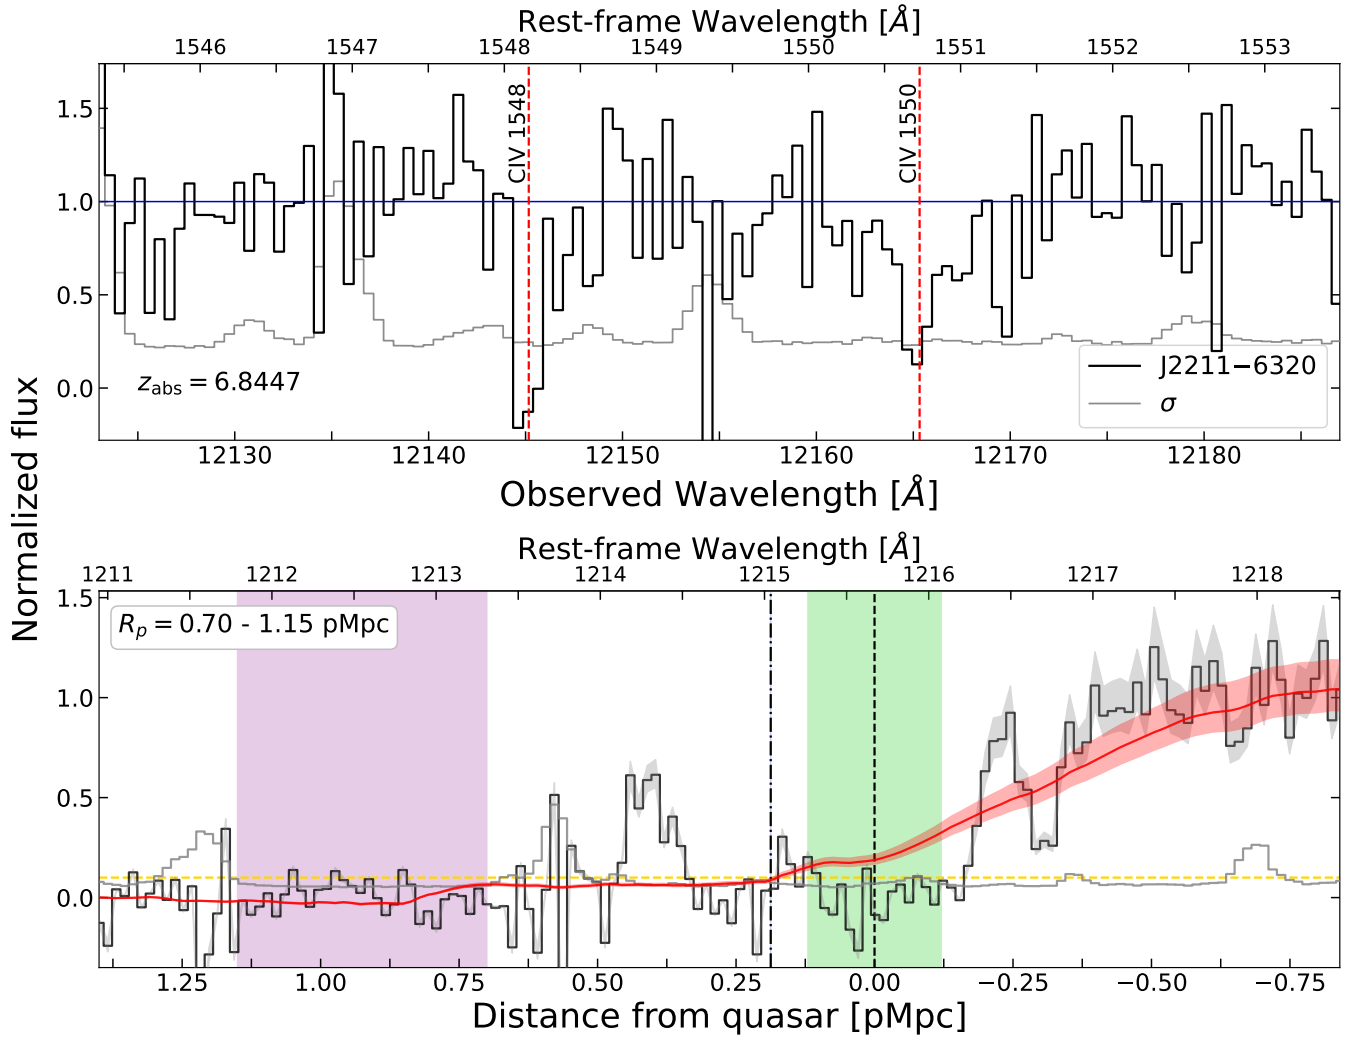 Rest-frame Wavelength [Å]
1546 1547 1548 1549 1550 1551 1552 1553
1.5
1.0
0.5
0.0
CIV 1548
CIV 1550
z_abs = 6.8447
J2211−6320
σ
12130 12140 12150 12160 12170 12180
Observed Wavelength [Å]
Normalized flux
Rest-frame Wavelength [Å]
1211 1212 1213 1214 1215 1216 1217 1218
1.5
1.0
0.5
0.0
R_p = 0.70 - 1.15 pMpc
1.25 1.00 0.75 0.50 0.25 0.00 −0.25 −0.50 −0.75
Distance from quasar [pMpc]